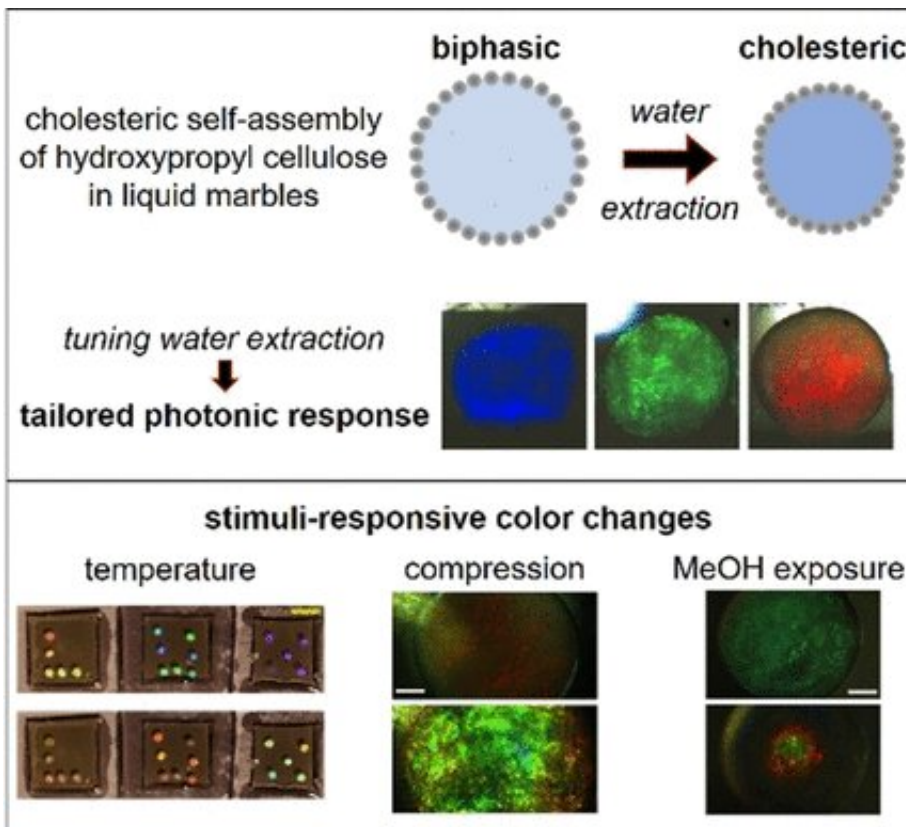 biphasic
cholesteric
cholesteric self-assembly
of hydroxypropyl cellulose
in liquid marbles
water
extraction
tuning water extraction
tailored photonic response
stimuli-responsive color changes
temperature
compression
MeOH exposure